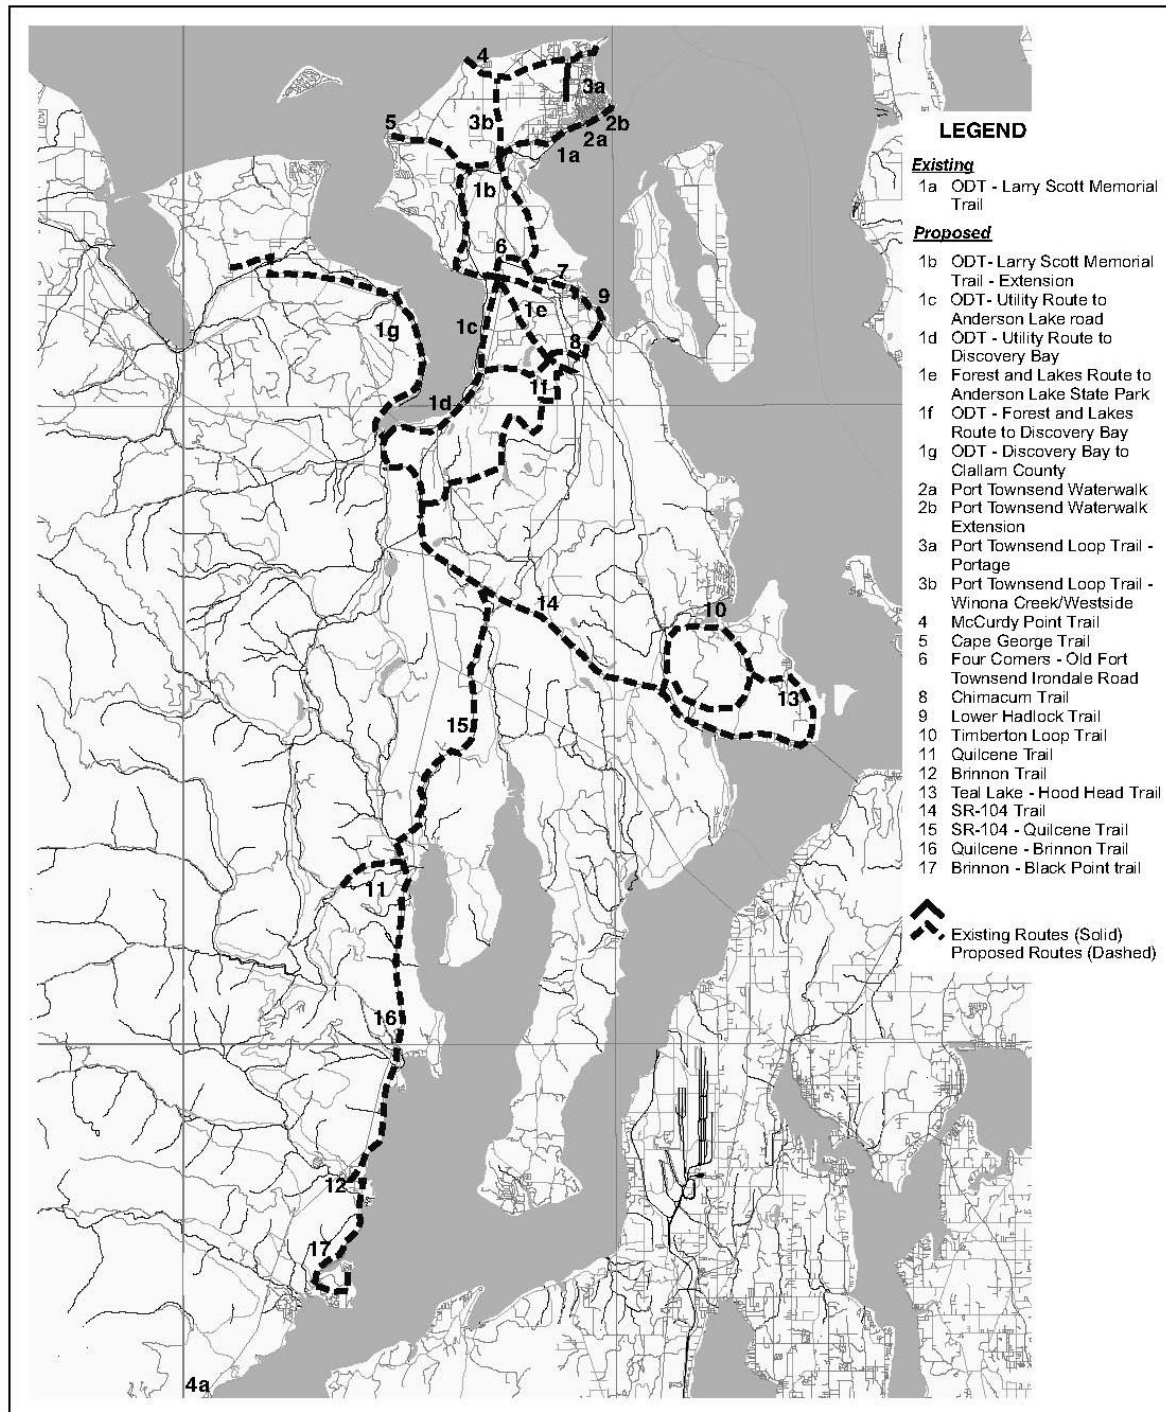 4
3a
3b
2b
2a
5
1a
1b
6
7
9
1e
1g
1c
8
11
1d
14
10
13
15
11
16
12
17
4a
LEGEND
Existing
1a ODT - Larry Scott Memorial
Trail
Proposed
1b ODT- Larry Scott Memorial
Trail - Extension
1c ODT- Utility Route to
Anderson Lake road
1d ODT - Utility Route to
Discovery Bay
1e Forest and Lakes Route to
Anderson Lake State Park
1f ODT - Forest and Lakes
Route to Discovery Bay
1g ODT - Discovery Bay to
Clallam County
2a Port Townsend Waterwalk
2b Port Townsend Waterwalk
Extension
3a Port Townsend Loop Trail -
Portage
3b Port Townsend Loop Trail -
Winona Creek/Westside
4 McCurdy Point Trail
5 Cape George Trail
6 Four Corners - Old Fort
Townsend Irondale Road
8 Chimacum Trail
9 Lower Hadlock Trail
10 Timberton Loop Trail
11 Quilcene Trail
12 Brinnon Trail
13 Teal Lake - Hood Head Trail
14 SR-104 Trail
15 SR-104 - Quilcene Trail
16 Quilcene - Brinnon Trail
17 Brinnon - Black Point trail
Existing Routes (Solid)
Proposed Routes (Dashed)